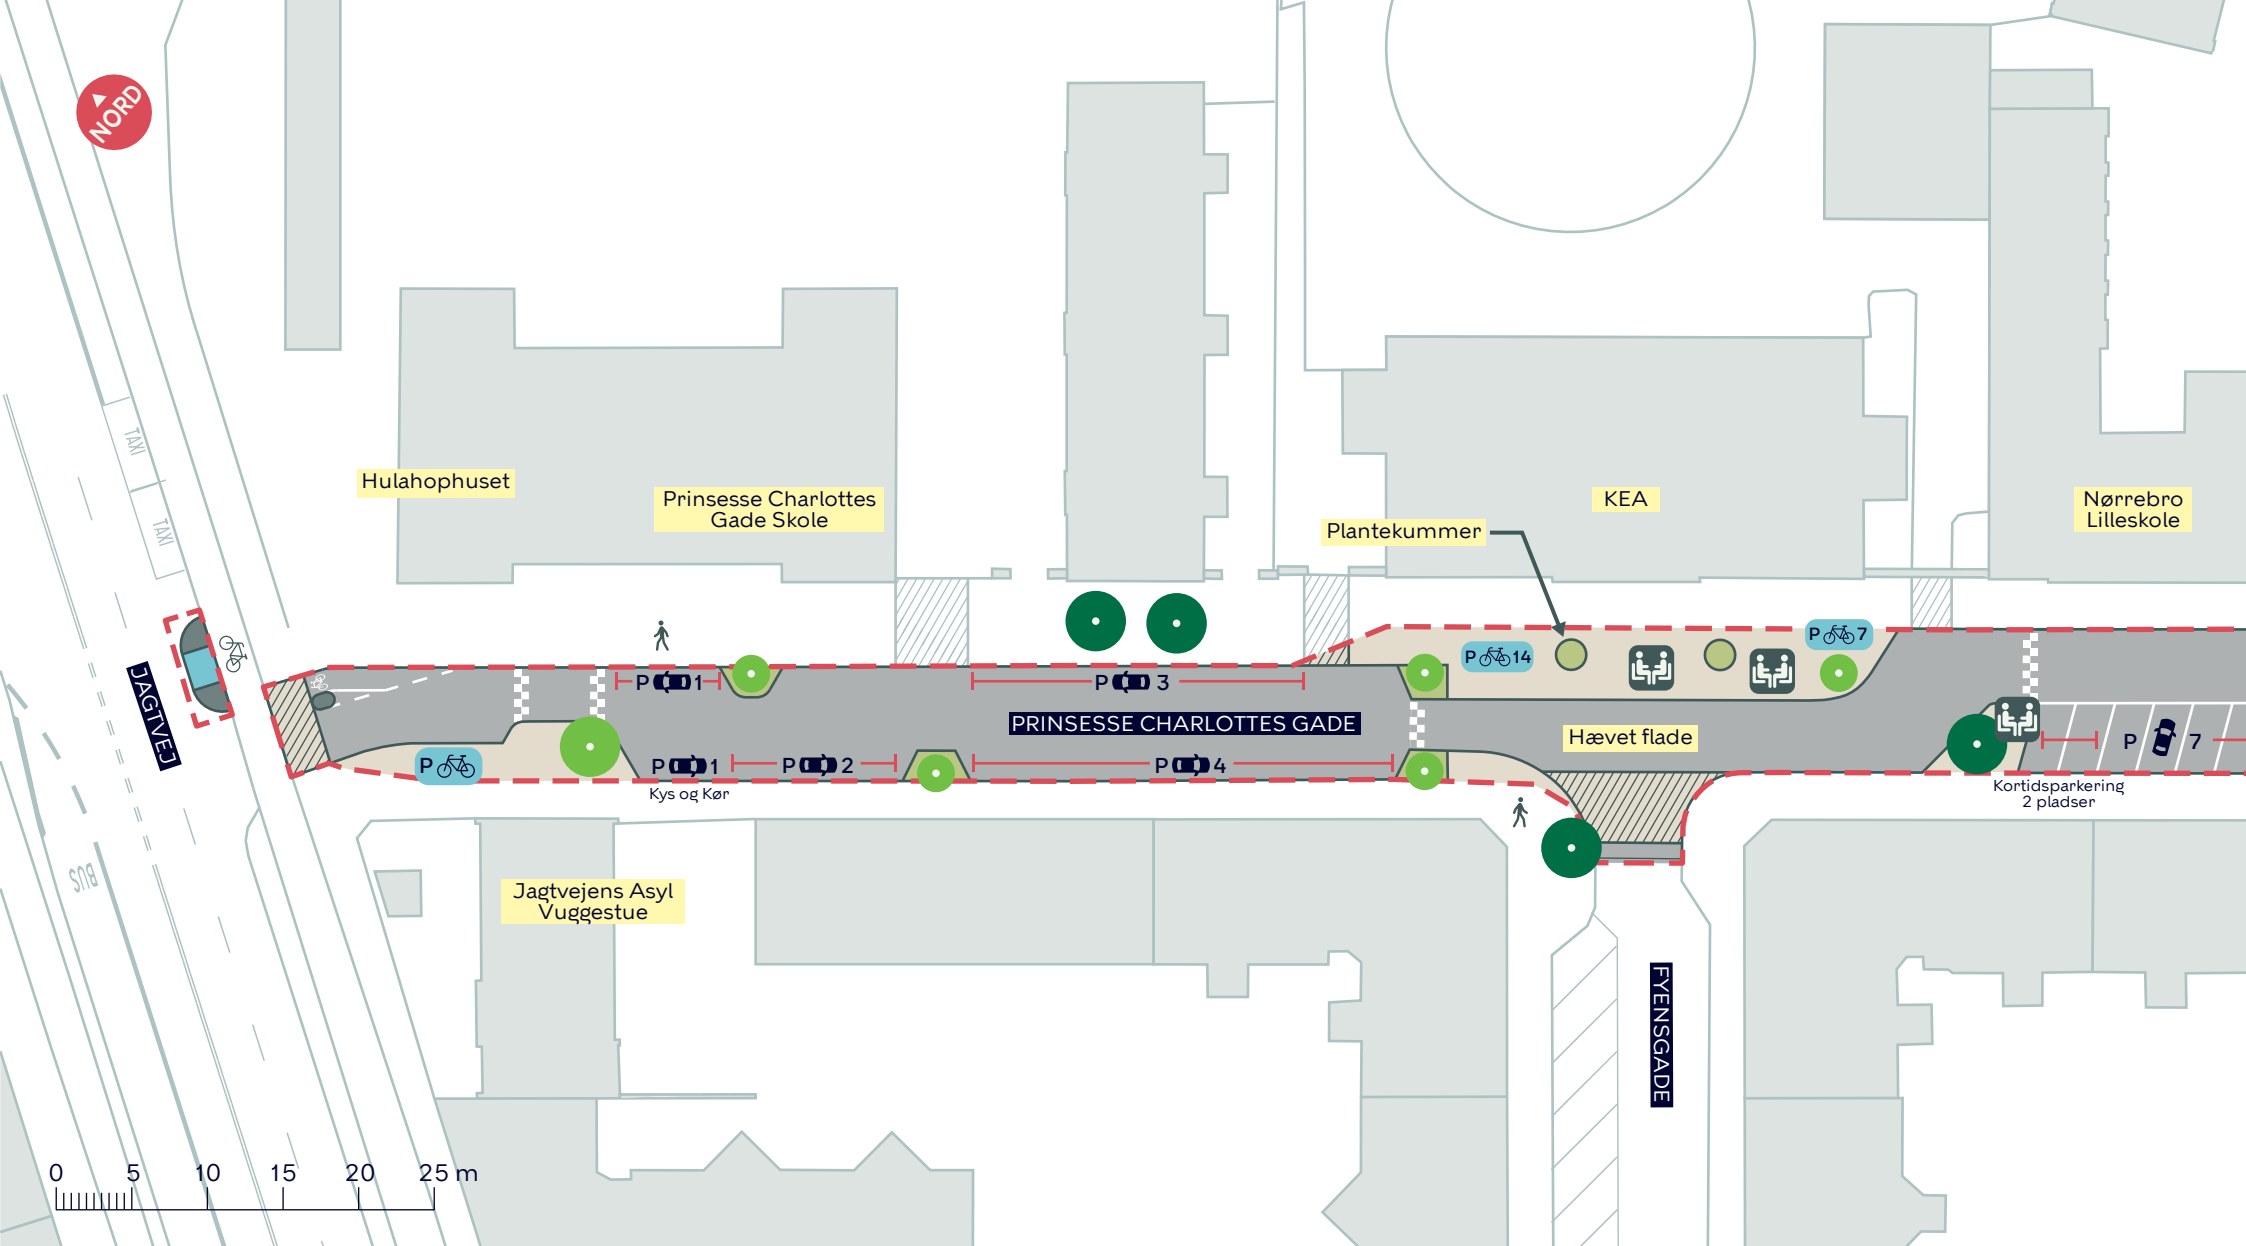 NORD
TAXI
TAXI
Hulahophuset
Prinsesse Charlottes
Gade Skole
KEA
Nørrebro
Lilleskole
Plantekummer
P 14
P 7
P 1
P 3
JAGTVEJ
PRINSESSE CHARLOTTES GADE
Hævet flade
P
P 1
P 2
P 4
P 7
Kys og Kør
Kortidsparkering
2 pladser
BUS
Jagtvejens Asyl
Vuggestue
FYENSGADE
0 5 10 15 20 25 m